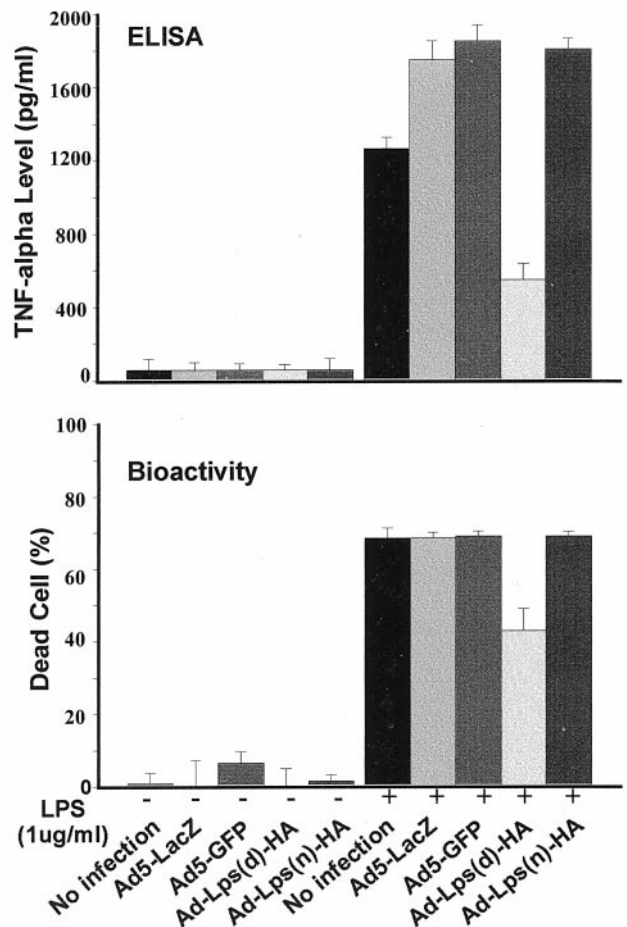 2000
1600
1200
800
400
0
TNF-alpha Level (pg/ml)
ELISA
100
80
60
40
20
0
Dead Cell (%)
Bioactivity
LPS - - - - - + + + + +
(1ug/ml)
No infection
Ad5-LacZ
Ad5-GFP
Ad-Lps(d)-HA
Ad-Lps(n)-HA
No infection
Ad5-LacZ
Ad5-GFP
Ad-Lps(d)-HA
Ad-Lps(n)-HA